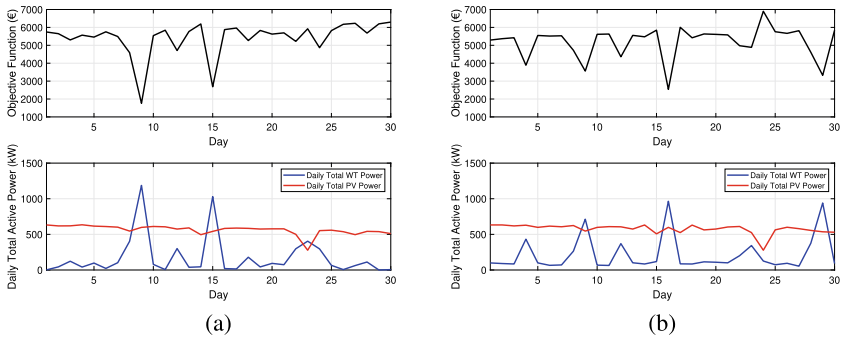 Objective Function (€)
7000
6000
5000
4000
3000
2000
1000
5 10 15 20 25 30
Day
Daily Total Active Power (kW)
1500
1000
500
0
Daily Total WT Power
Daily Total PV Power
5 10 15 20 25 30
Day
(a)
Objective Function (€)
7000
6000
5000
4000
3000
2000
1000
5 10 15 20 25 30
Day
Daily Total Active Power (kW)
1500
1000
500
0
Daily Total WT Power
Daily Total PV Power
5 10 15 20 25 30
Day
(b)